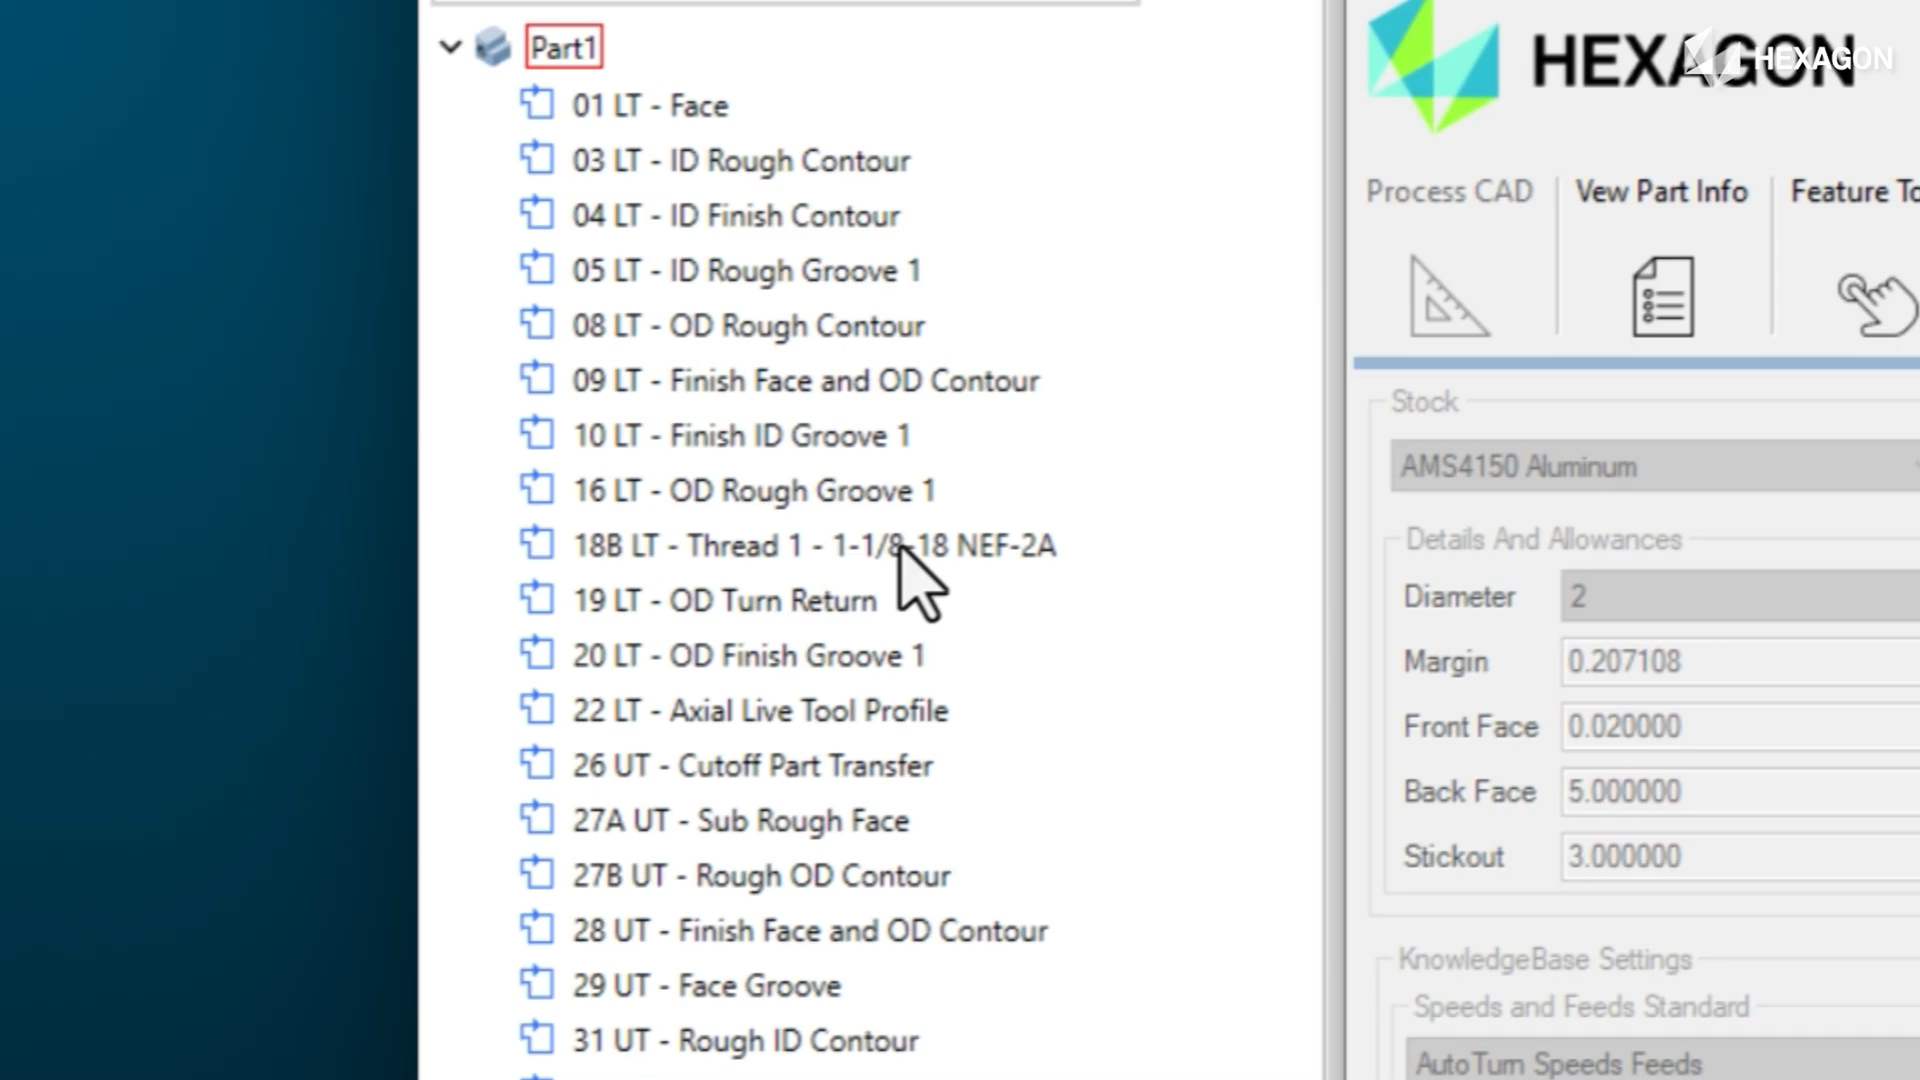 Part1
01 LT - Face
03 LT - ID Rough Contour
04 LT - ID Finish Contour
05 LT - ID Rough Groove 1
08 LT - OD Rough Contour
09 LT - Finish Face and OD Contour
10 LT - Finish ID Groove 1
16 LT - OD Rough Groove 1
18B LT - Thread 1 - 1-1/8-18 NEF-2A
19 LT - OD Turn Return
20 LT - OD Finish Groove 1
22 LT - Axial Live Tool Profile
26 UT - Cutoff Part Transfer
27A UT - Sub Rough Face
27B UT - Rough OD Contour
28 UT - Finish Face and OD Contour
29 UT - Face Groove
31 UT - Rough ID Contour
HEXAGON
HEXAGON
Process CAD
Vew Part Info
Feature To
Stock
AMS4150 Aluminum
Details And Allowances
Diameter 2
Margin 0.207108
Front Face 0.020000
Back Face 5.000000
Stickout 3.000000
KnowledgeBase Settings
Speeds and Feeds Standard
AutoTurn Speeds Feeds